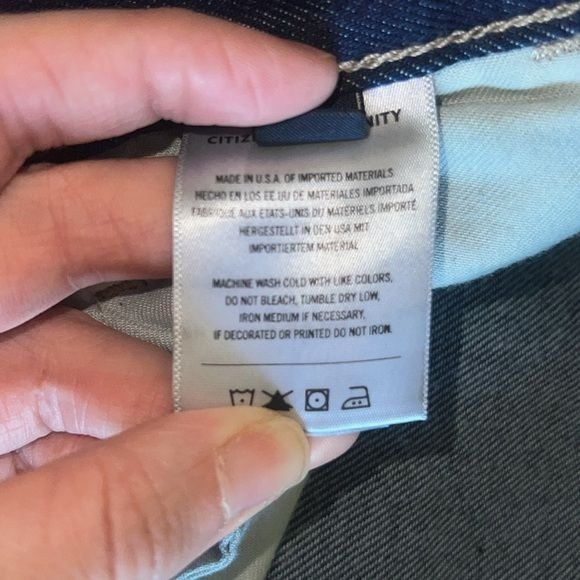 CITIZ NITY
MADE IN U.S.A. OF IMPORTED MATERIALS
HECHO EN LOS EE.UU DE MATERIALES IMPORTADA
FABRIQUE AUX ETATS-UNIS DU MATERIELS IMPORTÉ
HERGESTELLT IN DEN USA MIT
IMPORTIERTEM MATERIAL
MACHINE WASH COLD WITH LIKE COLORS,
DO NOT BLEACH, TUMBLE DRY LOW,
IRON MEDIUM IF NECESSARY,
IF DECORATED OR PRINTED DO NOT IRON.